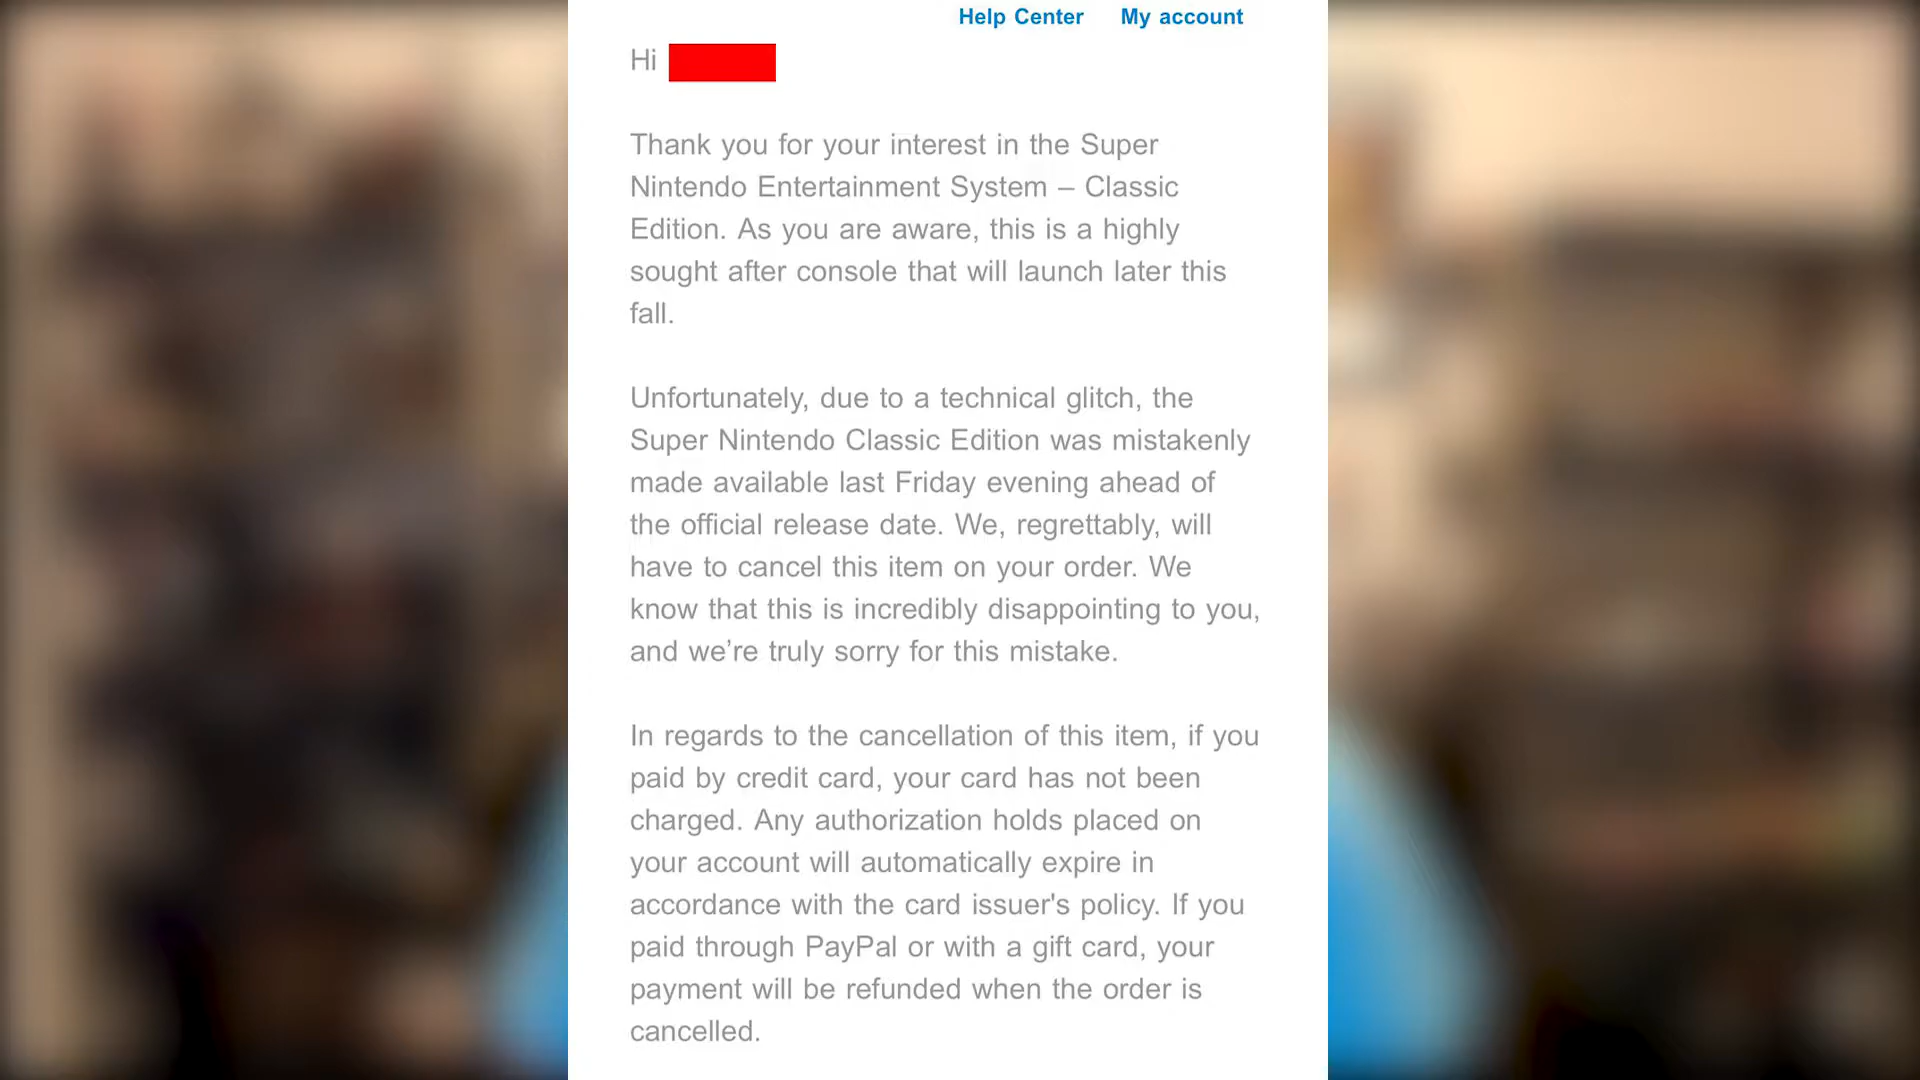 Help Center My account
Hi
Thank you for your interest in the Super
Nintendo Entertainment System – Classic
Edition. As you are aware, this is a highly
sought after console that will launch later this
fall.
Unfortunately, due to a technical glitch, the
Super Nintendo Classic Edition was mistakenly
made available last Friday evening ahead of
the official release date. We, regrettably, will
have to cancel this item on your order. We
know that this is incredibly disappointing to you,
and we’re truly sorry for this mistake.
In regards to the cancellation of this item, if you
paid by credit card, your card has not been
charged. Any authorization holds placed on
your account will automatically expire in
accordance with the card issuer's policy. If you
paid through PayPal or with a gift card, your
payment will be refunded when the order is
cancelled.